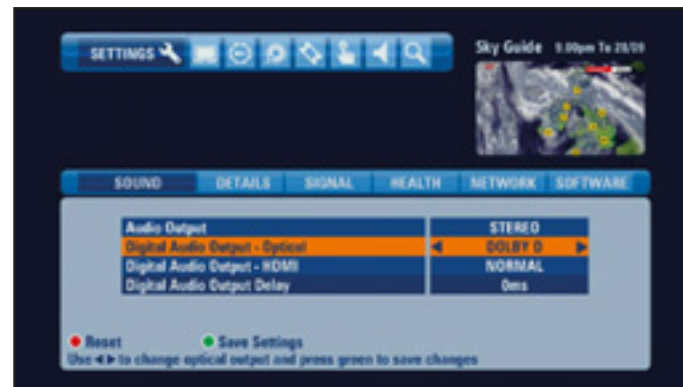 SETTINGS
Sky Guide 9.00pm Tu 28/09
SOUND DETAILS SIGNAL HEALTH NETWORK SOFTWARE
Audio Output STEREO
Digital Audio Output - Optical DOLBY D
Digital Audio Output - HDMI NORMAL
Digital Audio Output Delay 0ms
Reset Save Settings
Use ◀ ▶ to change optical output and press green to save changes